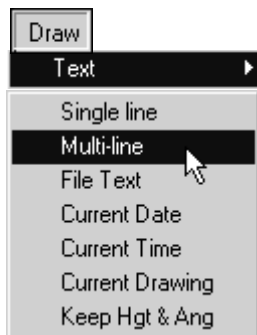 Draw
Text
Single line
Multi-line
File Text
Current Date
Current Time
Current Drawing
Keep Hgt & Ang